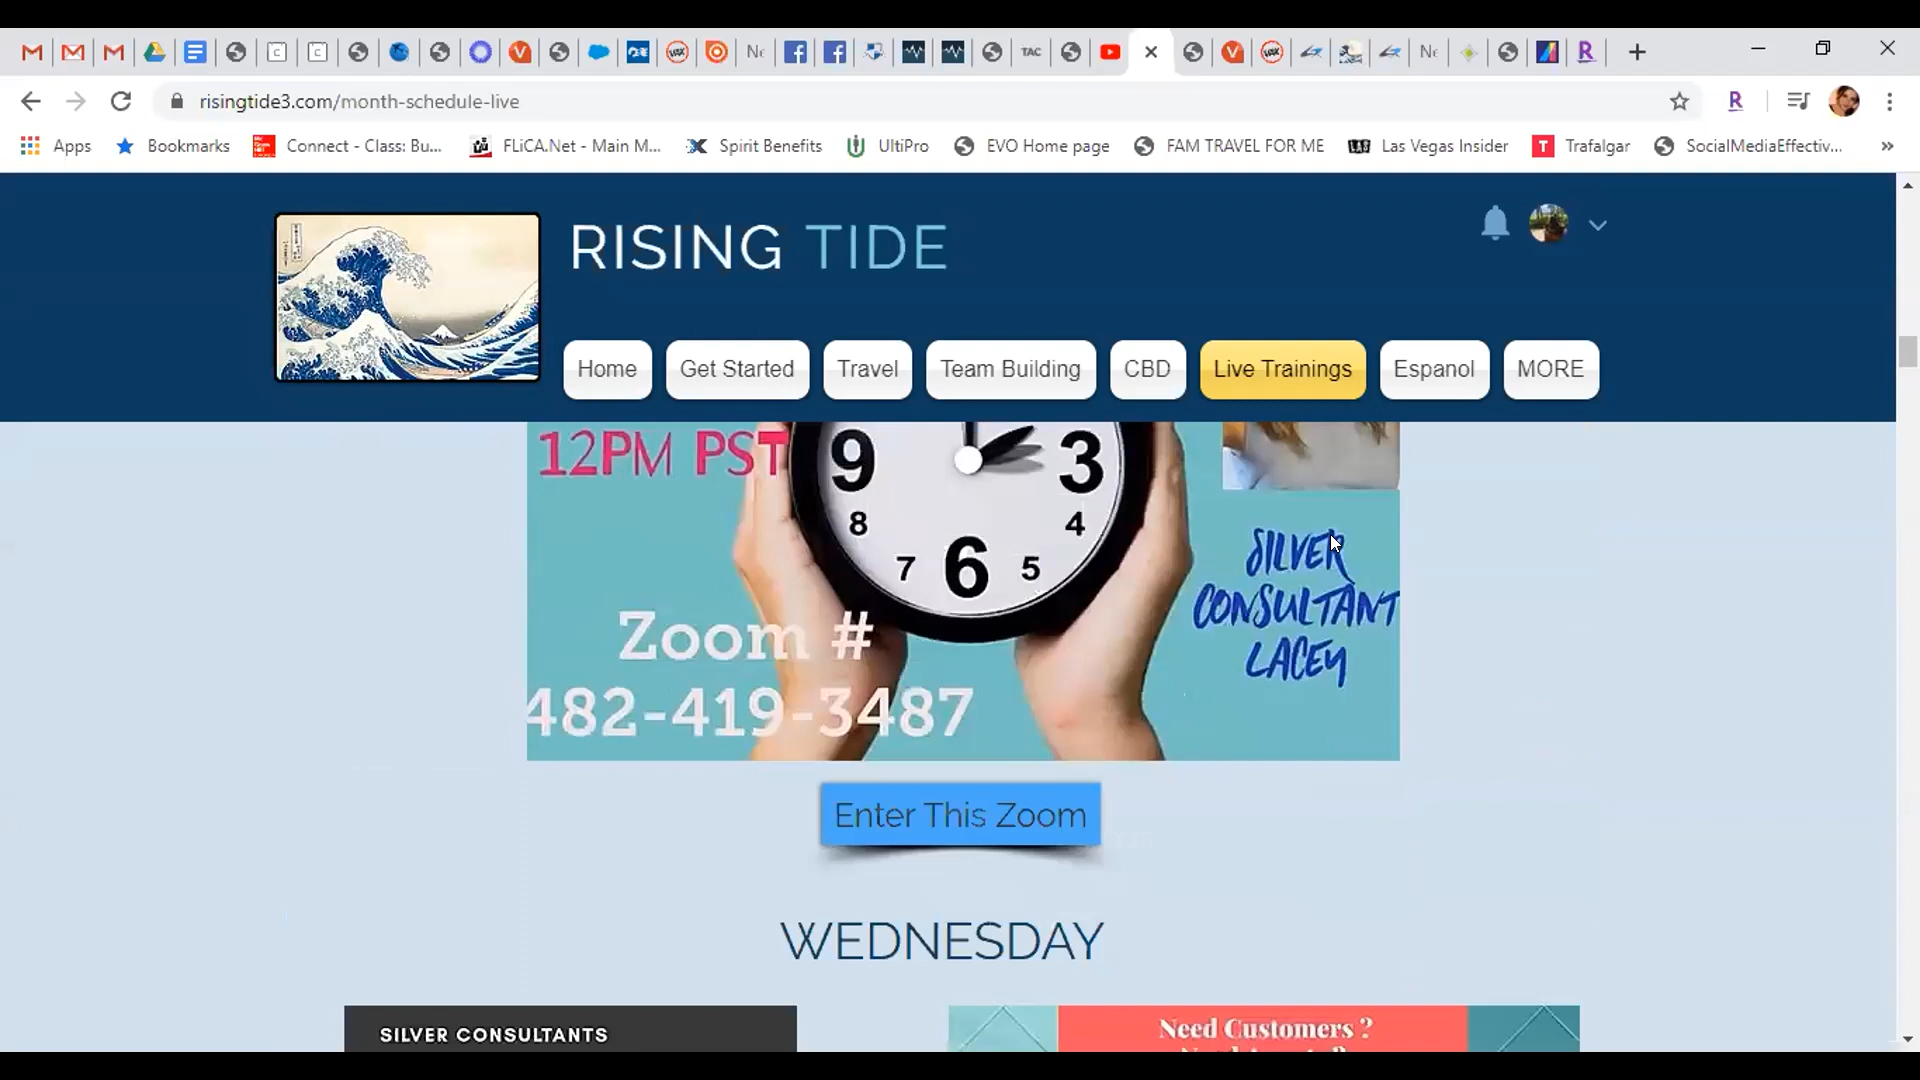 Ne
TAC
Ne
risingtide3.com/month-schedule-live
R
Apps
Bookmarks
Connect - Class: Bu...
FLiCA.Net - Main M...
Spirit Benefits
UltiPro
EVO Home page
FAM TRAVEL FOR ME
Las Vegas Insider
Trafalgar
SocialMediaEffectiv...
»
RISING TIDE
Home
Get Started
Travel
Team Building
CBD
Live Trainings
Espanol
MORE
12PM PST
9 3
8 4
7 6 5
SILVER
CONSULTANT
LACEY
Zoom #
482-419-3487
Enter This Zoom
WEDNESDAY
SILVER CONSULTANTS
Need Customers ?